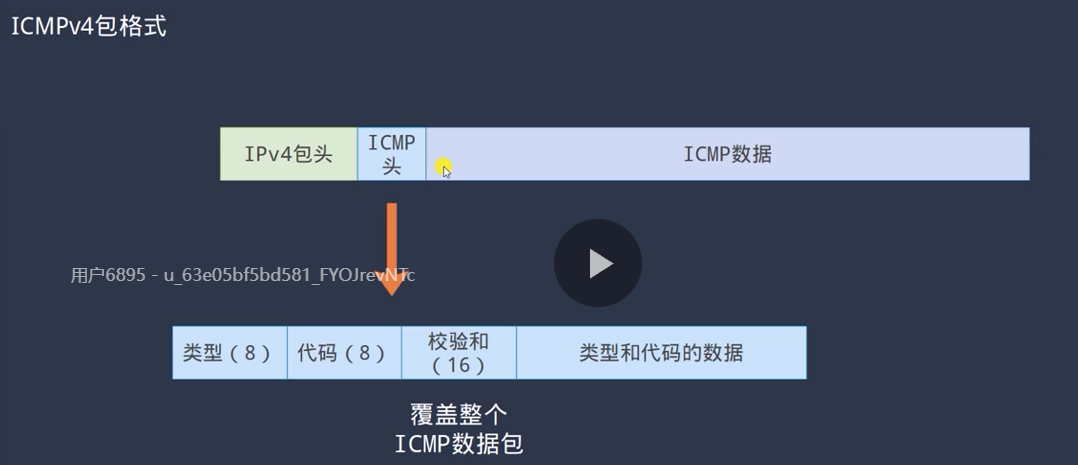 ICMPv4包格式
IPv4包头
ICMP
头
ICMP数据
用户6895 - u_63e05bf5bd581_FYOJrevNTc
类型（8）
代码（8）
校验和
（16）
类型和代码的数据
覆盖整个
ICMP数据包